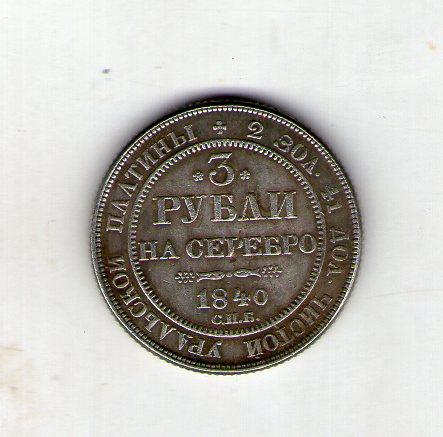 ✢ 2 ЗОЛ. 41 ДОЛ. ЧИСТОЙ УРАЛЬСКОЙ ПЛАТИНЫ
*3*
РУБЛИ
НА СЕРЕБРО
1840
С.П.Б.